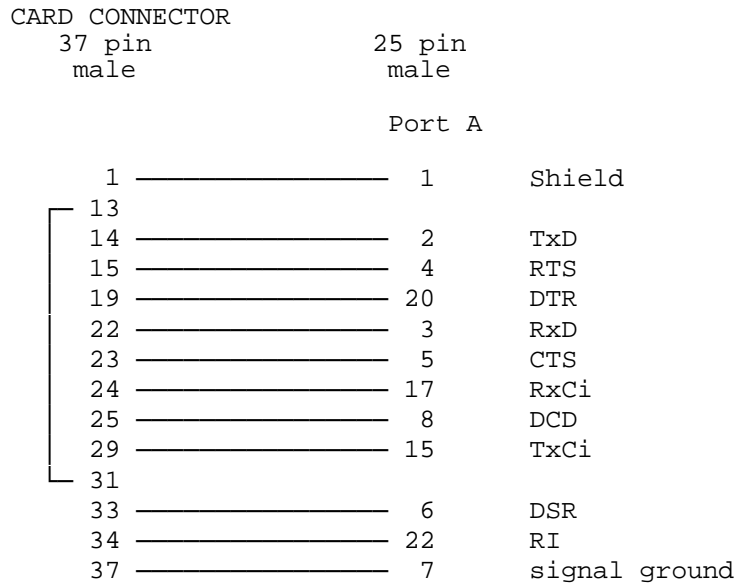 CARD CONNECTOR
37 pin 25 pin
male male
Port A
1 1 Shield
13
14 2 TxD
15 4 RTS
19 20 DTR
22 3 RxD
23 5 CTS
24 17 RxCi
25 8 DCD
29 15 TxCi
31
33 6 DSR
34 22 RI
37 7 signal ground